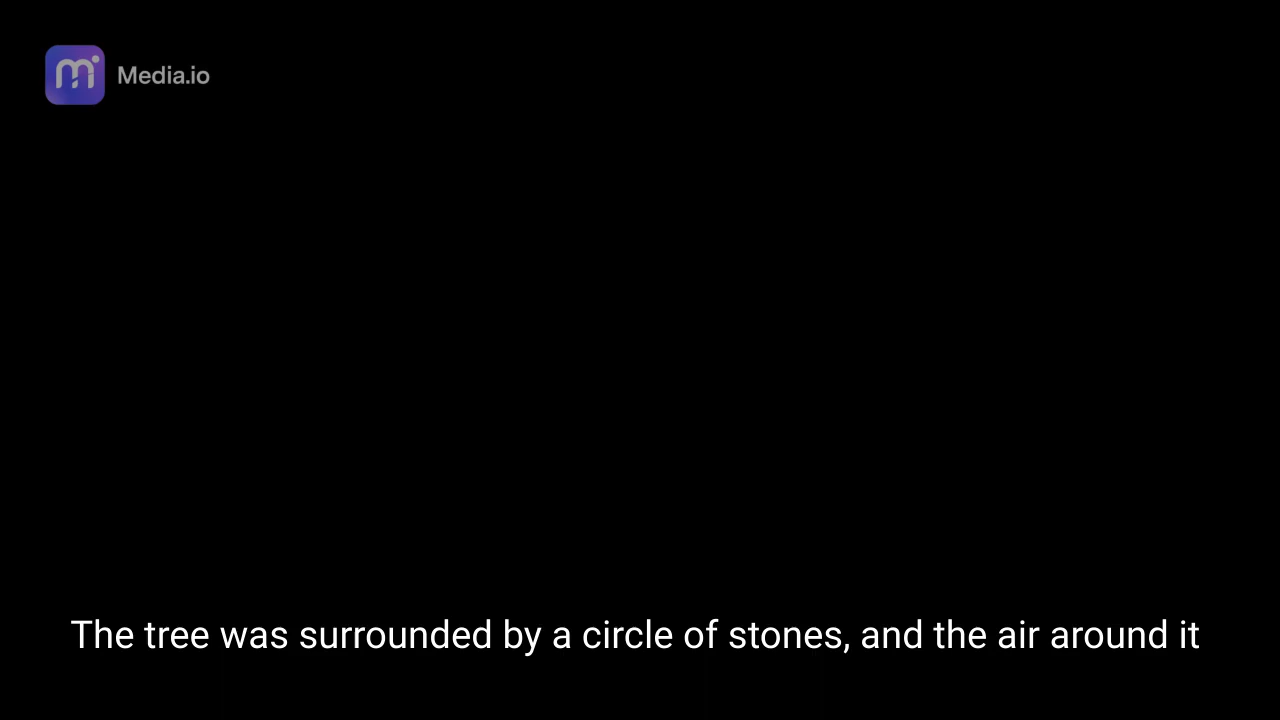 Media.io
The tree was surrounded by a circle of stones, and the air around it